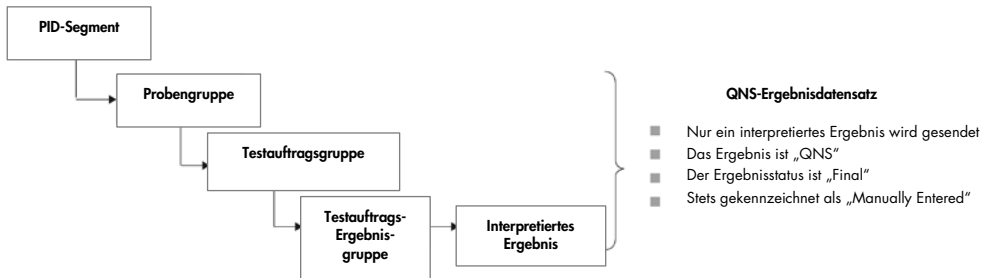 PID-Segment
Probengruppe
Testauftragsgruppe
Testauftrags-
Ergebnis-
gruppe
Interpretiertes
Ergebnis
QNS-Ergebnisdatensatz
Nur ein interpretiertes Ergebnis wird gesendet
Das Ergebnis ist „QNS“
Der Ergebnisstatus ist „Final“
Stets gekennzeichnet als „Manually Entered“